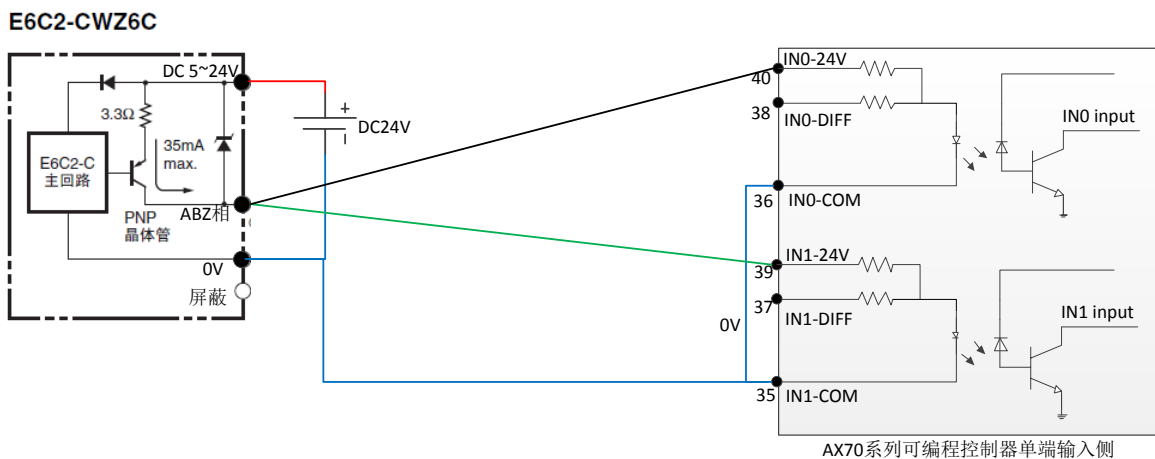 E6C2-CWZ6C
DC 5~24V
3.3Ω
35mA
max.
E6C2-C
主回路
PNP
晶体管
ABZ相
0V
屏蔽
+
DC24V
0V
IN0-24V
40
38
IN0-DIFF
IN0 input
36
IN0-COM
IN1-24V
39
37
IN1-DIFF
IN1 input
35
IN1-COM
AX70系列可编程控制器单端输入侧